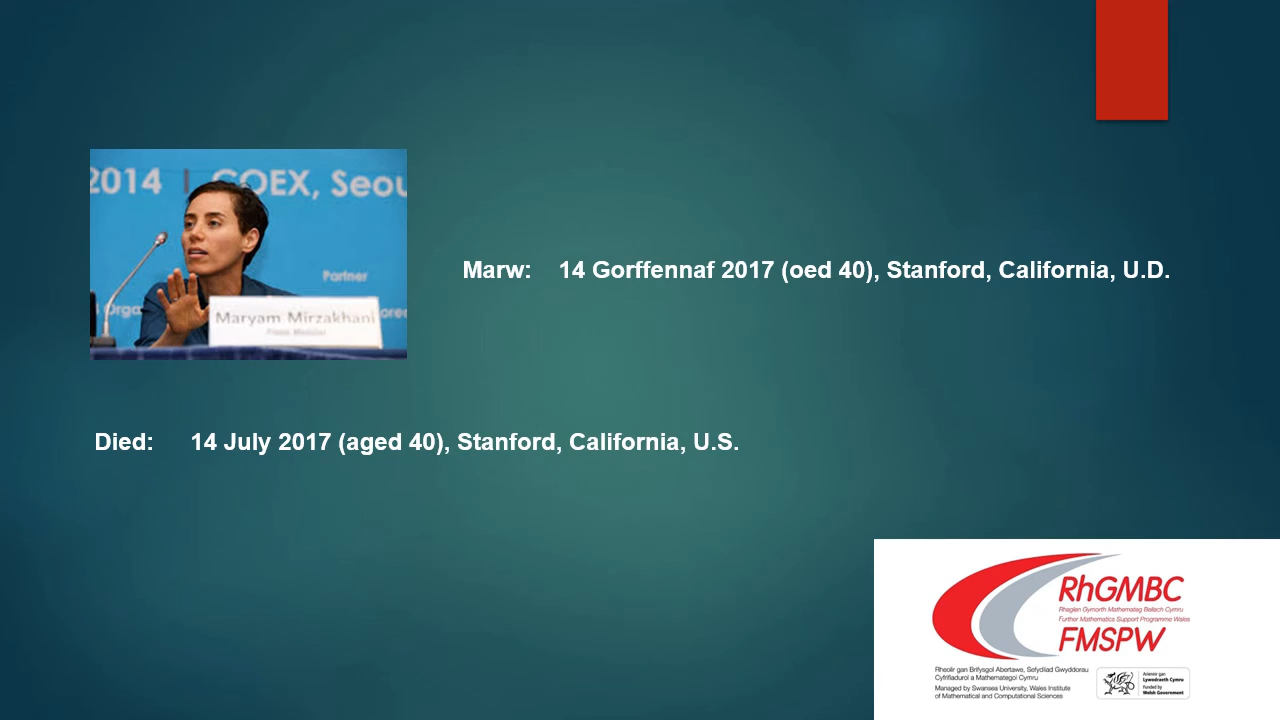 2014 | COEX, Seou
Partner
Orga
Maryam Mirzakhani
Marw: 14 Gorffennaf 2017 (oed 40), Stanford, California, U.D.
Died: 14 July 2017 (aged 40), Stanford, California, U.S.
RhGMBC
Rhaglen Gymorth Mathemateg Bellach Cymru
Further Mathematics Support Programme Wales
FMSPW
Rheolir gan Brifysgol Abertawe, Sefydliad Gwyddorau
Cyfrifiadurol a Mathemategol Cymru
Managed by Swansea University, Wales Institute
of Mathematical and Computational Sciences
Ariennir gan
Lywodraeth Cymru
Funded by
Welsh Government